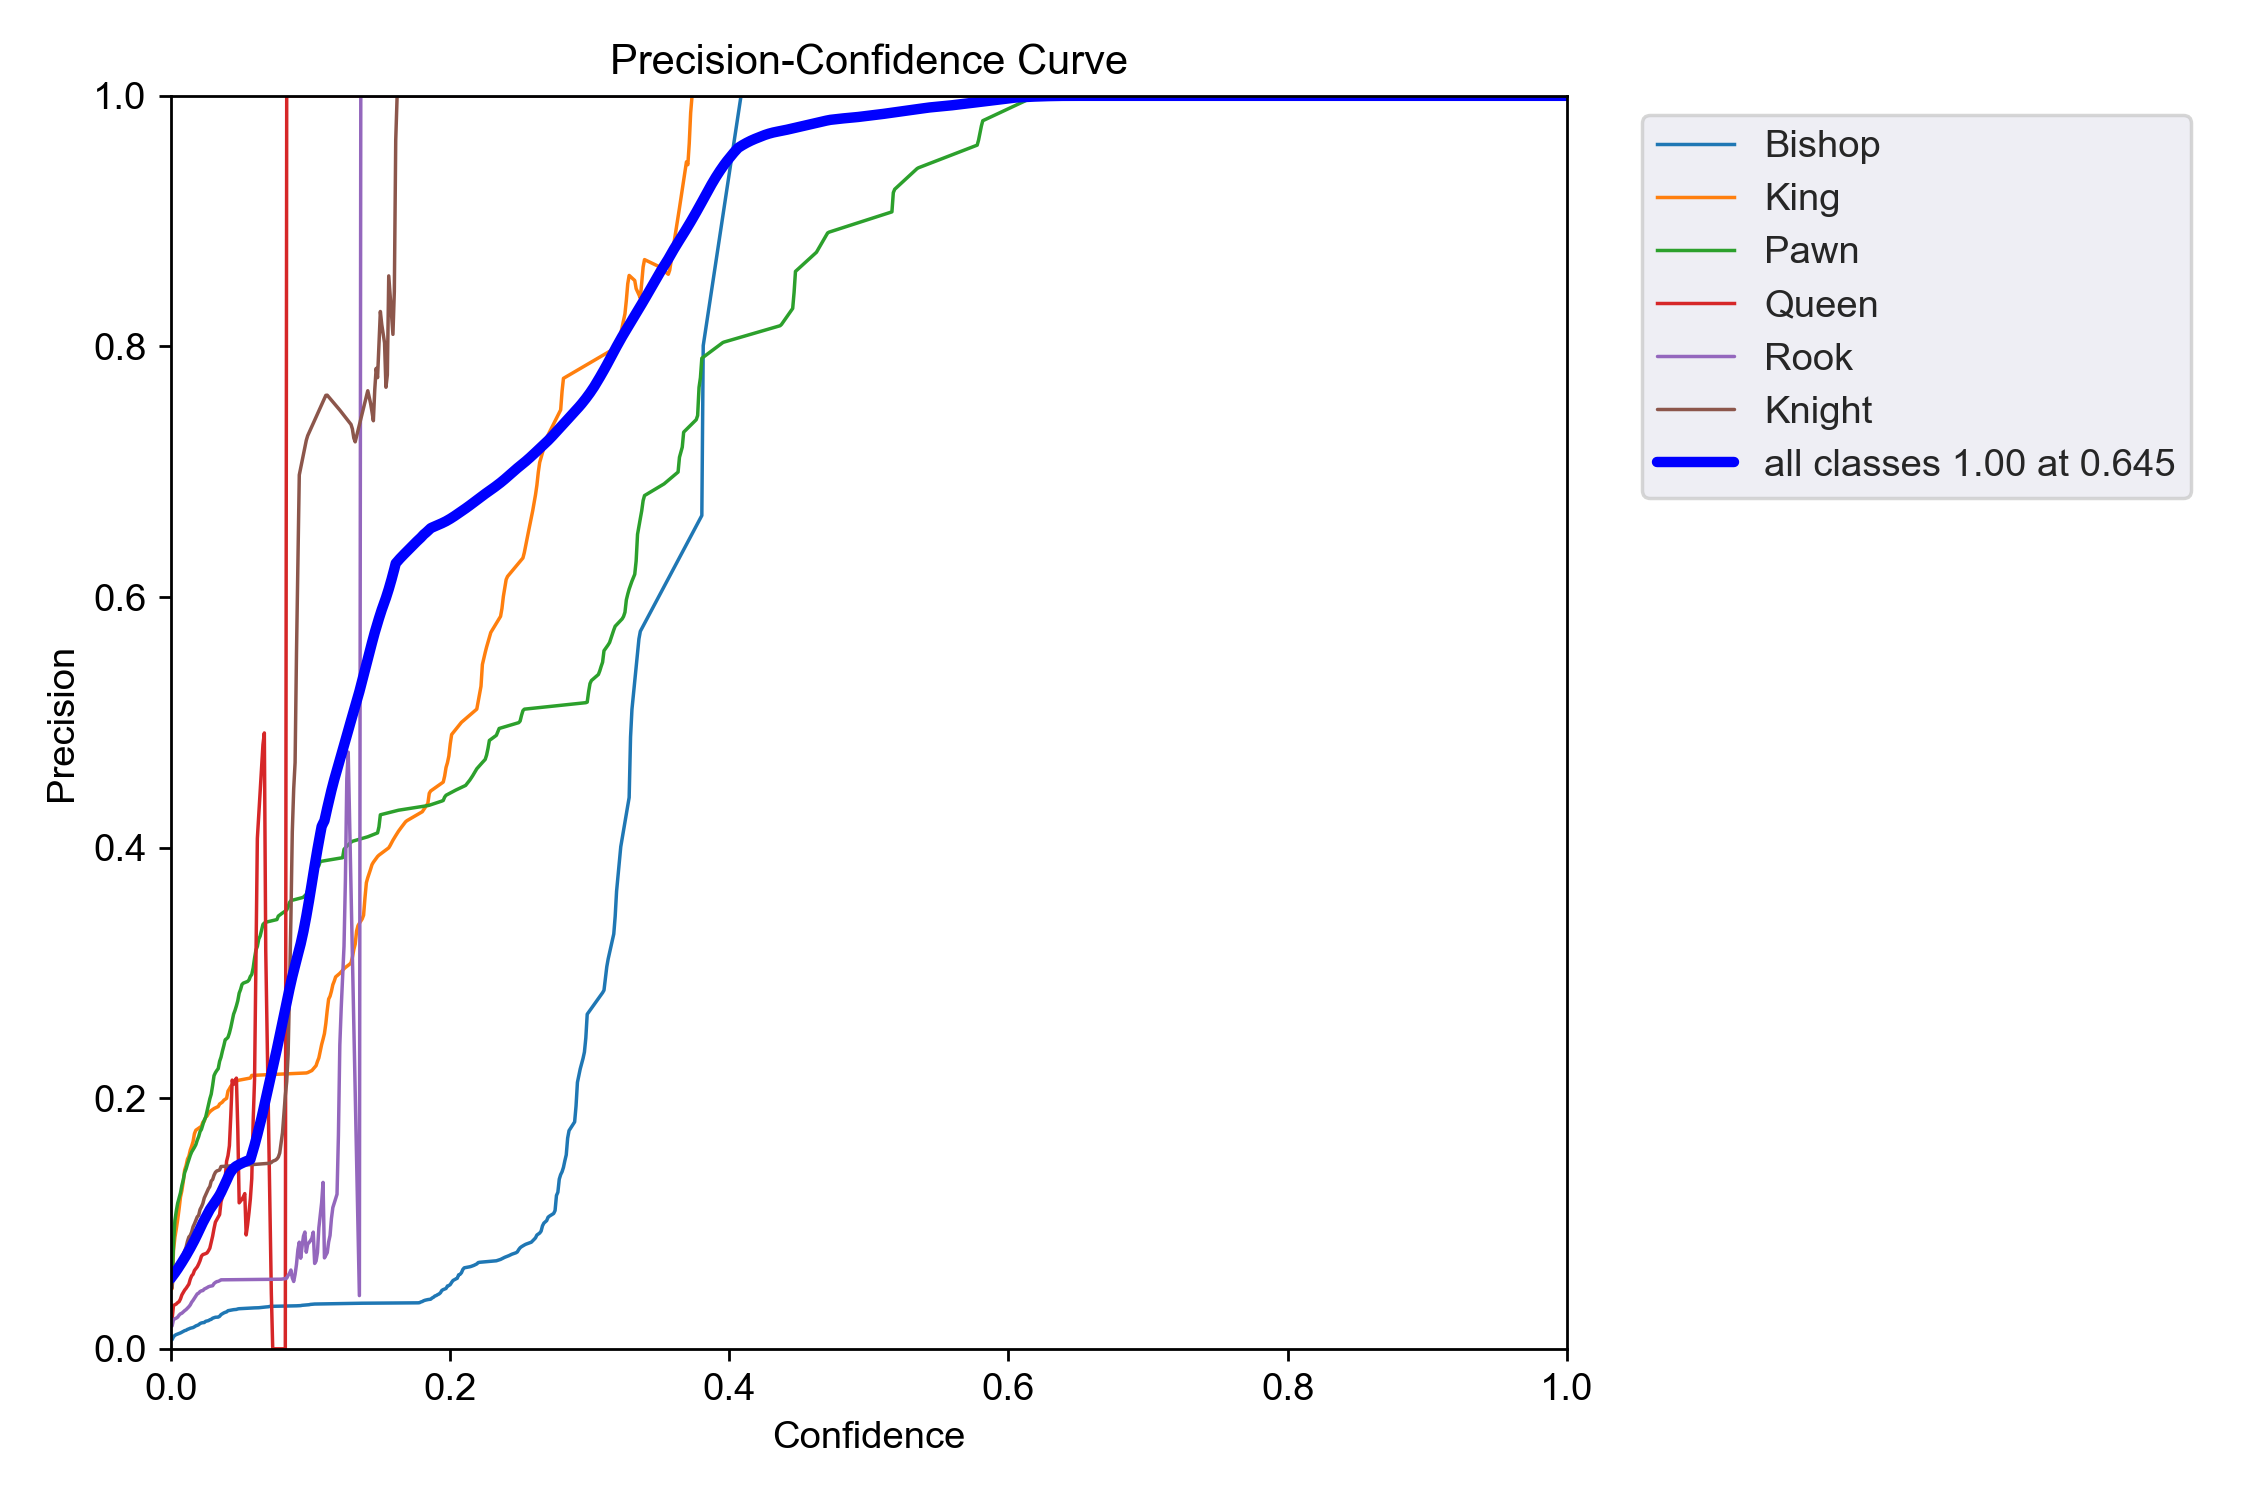 Precision-Confidence Curve
1.0
0.8
0.6
0.4
0.2
0.0
Precision
0.0 0.2 0.4 0.6 0.8 1.0
Confidence
Bishop
King
Pawn
Queen
Rook
Knight
all classes 1.00 at 0.645